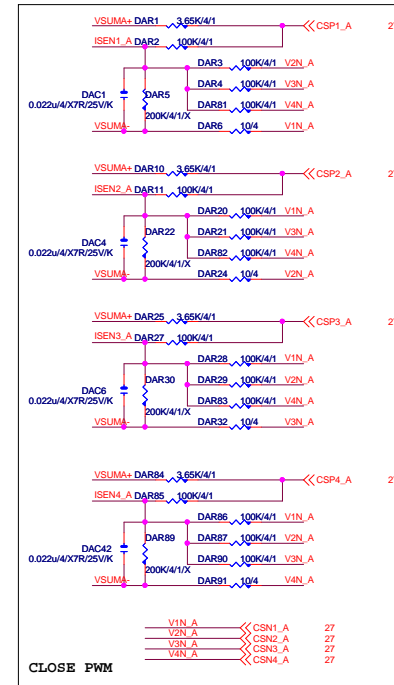 VSUMA+ DAR1 3.65K/4/1
CSP1_A 2
ISEN1_A DAR2 100K/4/1
DAR3 100K/4/1 V2N_A
DAC1 DAR5 DAR4 100K/4/1 V3N_A
0.022u/4/X7R/25V/K DAR81 100K/4/1 V4N_A
200K/4/1/X
VSUMA- DAR6 10/4 V1N_A
VSUMA+ DAR10 3.65K/4/1
CSP2_A 2
ISEN2_A DAR11 100K/4/1
DAR20 100K/4/1 V1N_A
DAC4 DAR22 DAR21 100K/4/1 V3N_A
0.022u/4/X7R/25V/K DAR82 100K/4/1 V4N_A
200K/4/1/X
VSUMA- DAR24 10/4 V2N_A
VSUMA+ DAR25 3.65K/4/1
CSP3_A 2
ISEN3_A DAR27 100K/4/1
DAR28 100K/4/1 V1N_A
DAC6 DAR30 DAR29 100K/4/1 V2N_A
0.022u/4/X7R/25V/K DAR83 100K/4/1 V4N_A
200K/4/1/X
VSUMA- DAR32 10/4 V3N_A
VSUMA+ DAR84 3.65K/4/1
CSP4_A 2
ISEN4_A DAR85 100K/4/1
DAR86 100K/4/1 V1N_A
DAC42 DAR89 DAR87 100K/4/1 V2N_A
0.022u/4/X7R/25V/K DAR90 100K/4/1 V3N_A
200K/4/1/X
VSUMA- DAR91 10/4 V4N_A
V1N_A CSN1_A 27
V2N_A CSN2_A 27
V3N_A CSN3_A 27
V4N_A CSN4_A 27
CLOSE PWM